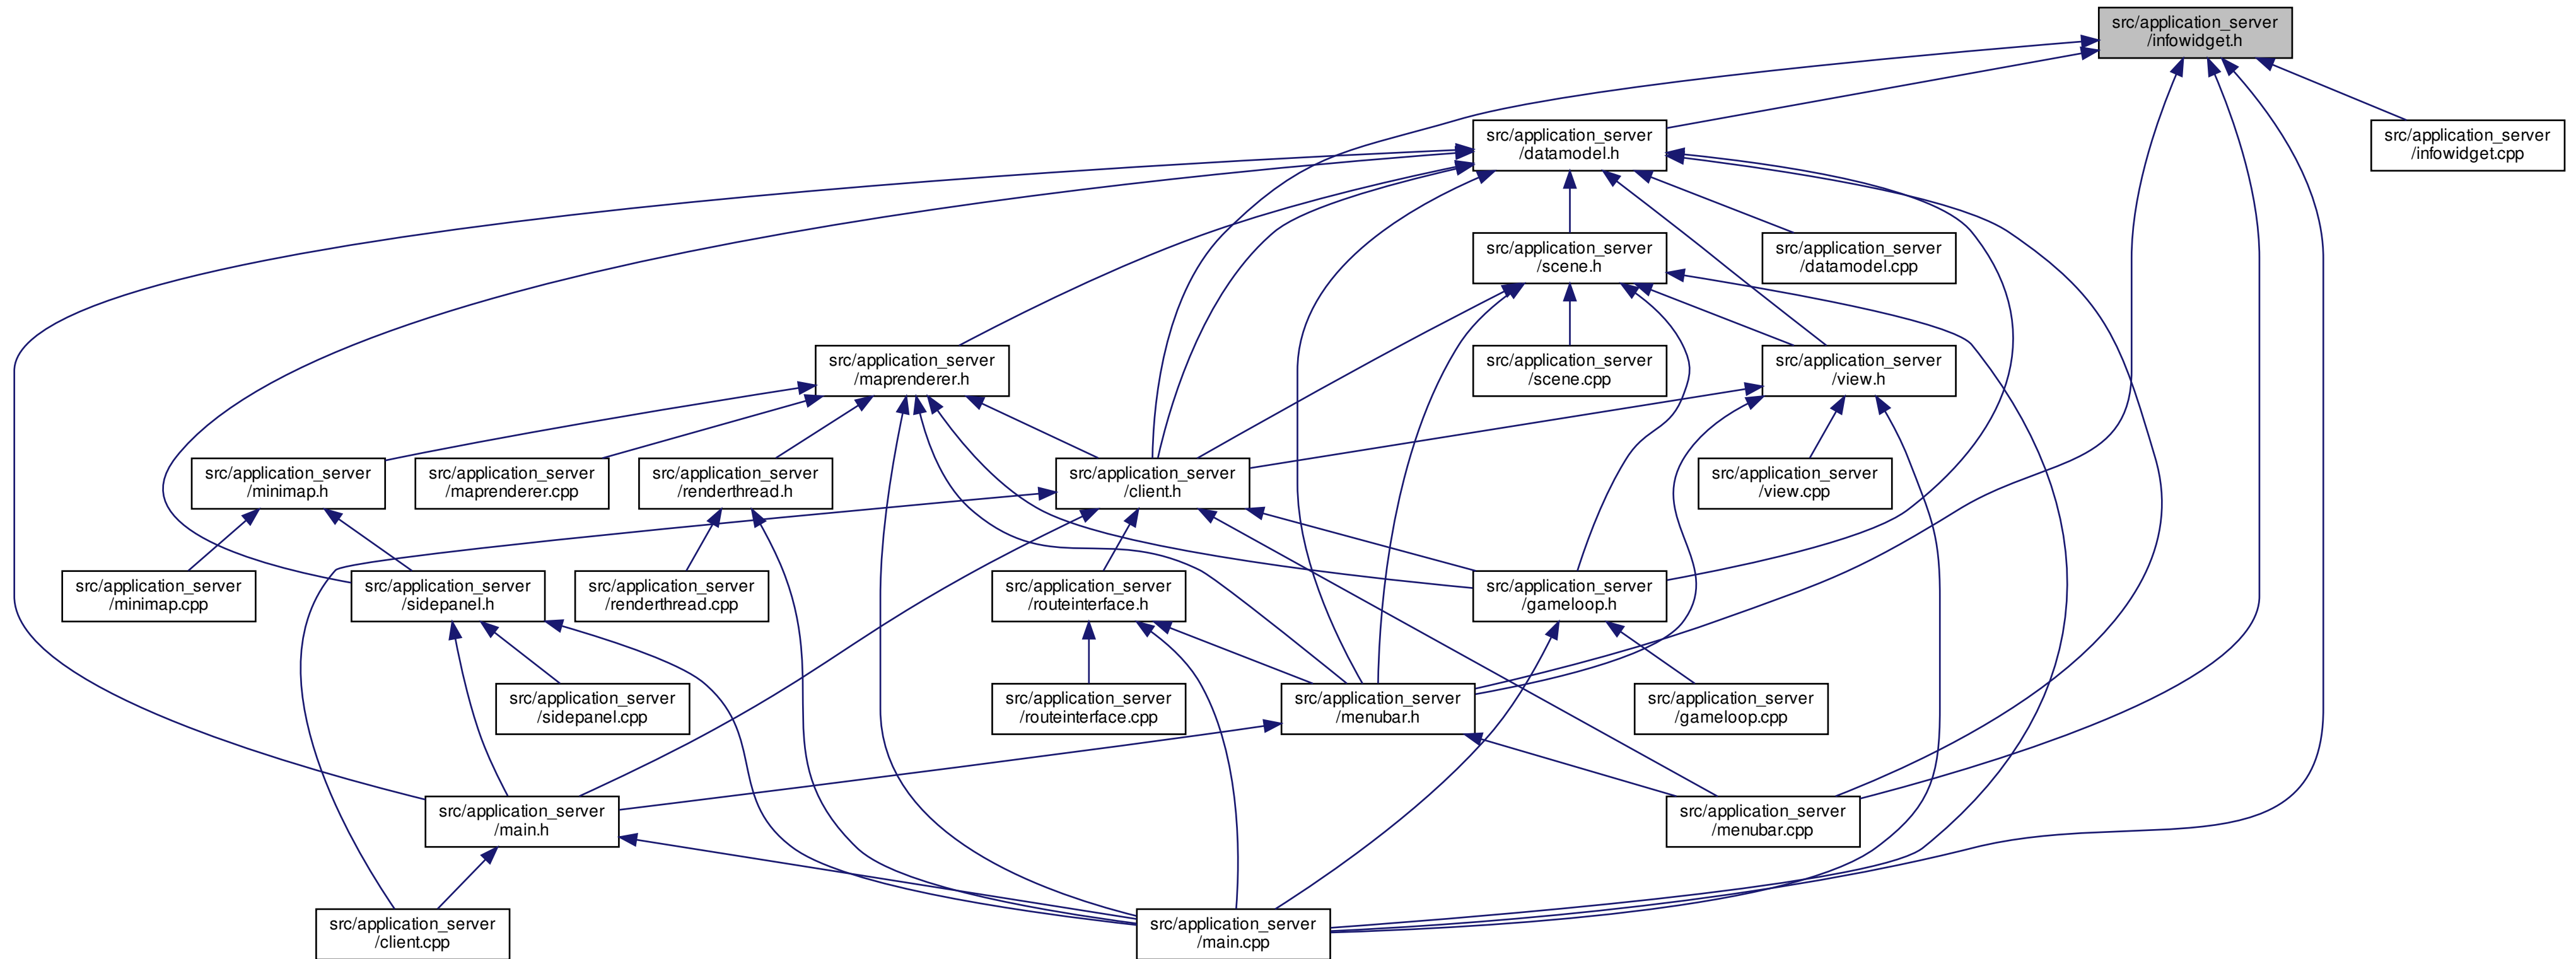 src/application_server
/infowidget.h
src/application_server
/datamodel.h
src/application_server
/infowidget.cpp
src/application_server
/scene.h
src/application_server
/datamodel.cpp
src/application_server
/maprenderer.h
src/application_server
/scene.cpp
src/application_server
/view.h
src/application_server
/minimap.h
src/application_server
/maprenderer.cpp
src/application_server
/renderthread.h
src/application_server
/client.h
src/application_server
/view.cpp
src/application_server
/minimap.cpp
src/application_server
/sidepanel.h
src/application_server
/renderthread.cpp
src/application_server
/routeinterface.h
src/application_server
/gameloop.h
src/application_server
/sidepanel.cpp
src/application_server
/routeinterface.cpp
src/application_server
/menubar.h
src/application_server
/gameloop.cpp
src/application_server
/main.h
src/application_server
/menubar.cpp
src/application_server
/client.cpp
src/application_server
/main.cpp